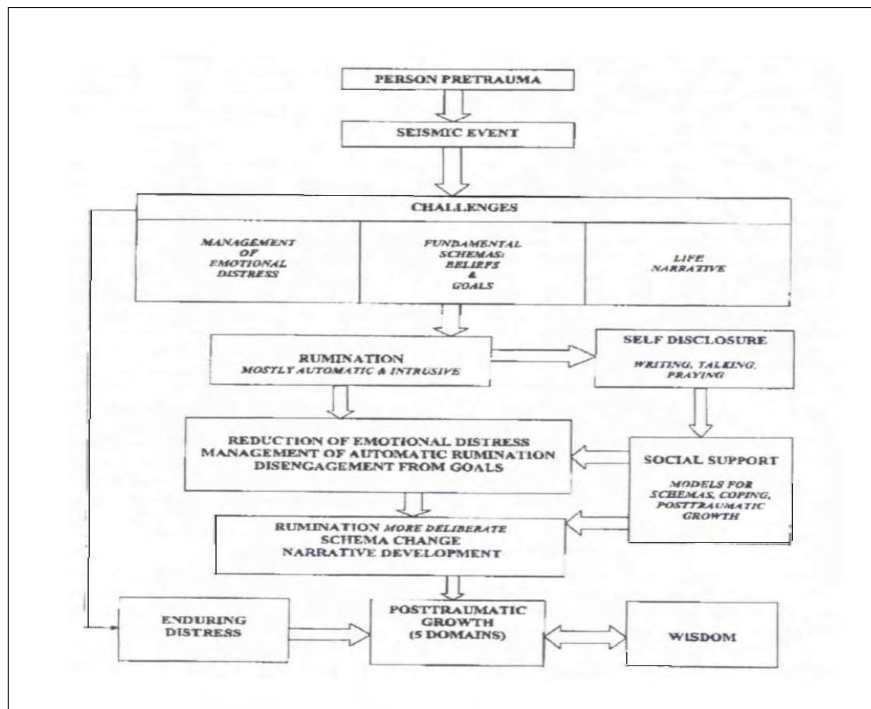 PERSON PRETRAUMA
SEISMIC EVENT
CHALLENGES
MANAGEMENT
OF
EMOTIONAL
DISTRESS
FUNDAMENTAL
SCHEMAS:
BELIEFS
&
GOALS
LIFE
NARRATIVE
RUMINATION
MOSTLY AUTOMATIC & INTRUSIVE
SELF DISCLOSURE
WRITING, TALKING,
PRAYING
REDUCTION OF EMOTIONAL DISTRESS
MANAGEMENT OF AUTOMATIC RUMINATION
DISENGAGEMENT FROM GOALS
SOCIAL SUPPORT
MODELS FOR
SCHEMAS, COPING,
POSTTRAUMATIC
GROWTH
RUMINATION MORE DELIBERATE
SCHEMA CHANGE
NARRATIVE DEVELOPMENT
ENDURING
DISTRESS
POSTTRAUMATIC
GROWTH
(5 DOMAINS)
WISDOM